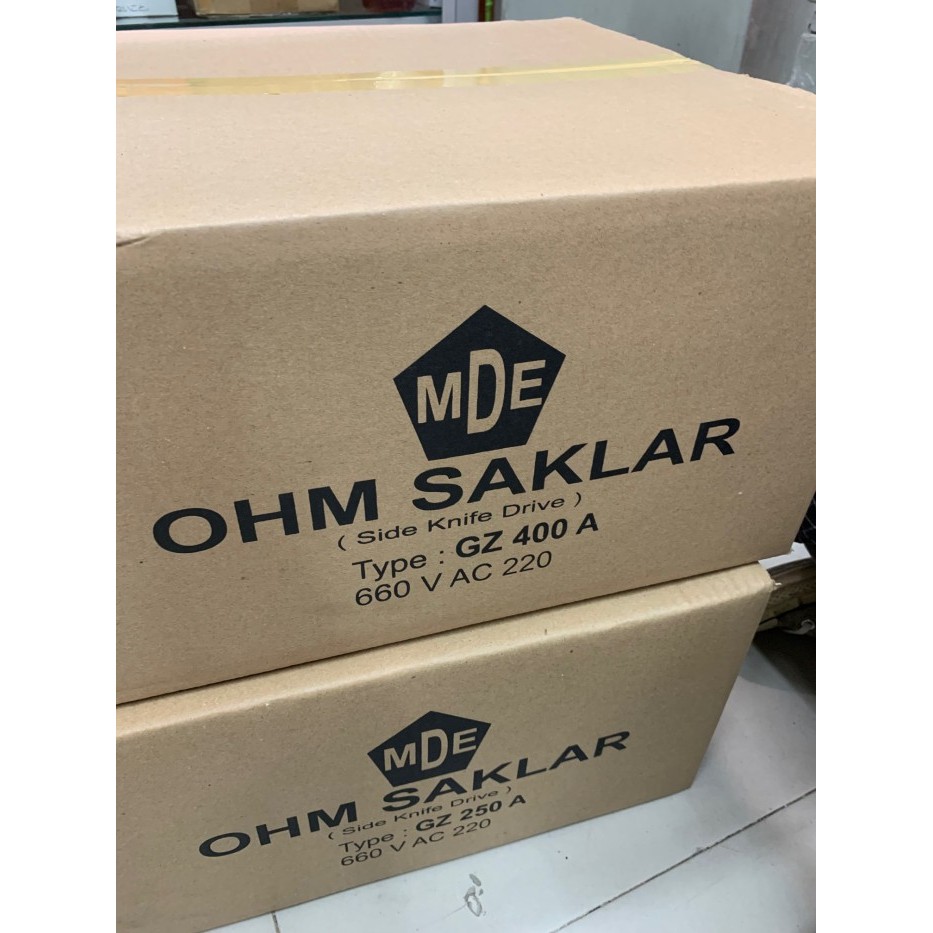 MDE
OHM SAKLAR
( Side Knife Drive )
Type : GZ 400 A
660 V AC 220
MDE
OHM SAKLAR
( Side Knife Drive )
Type : GZ 250 A
660 V AC 220